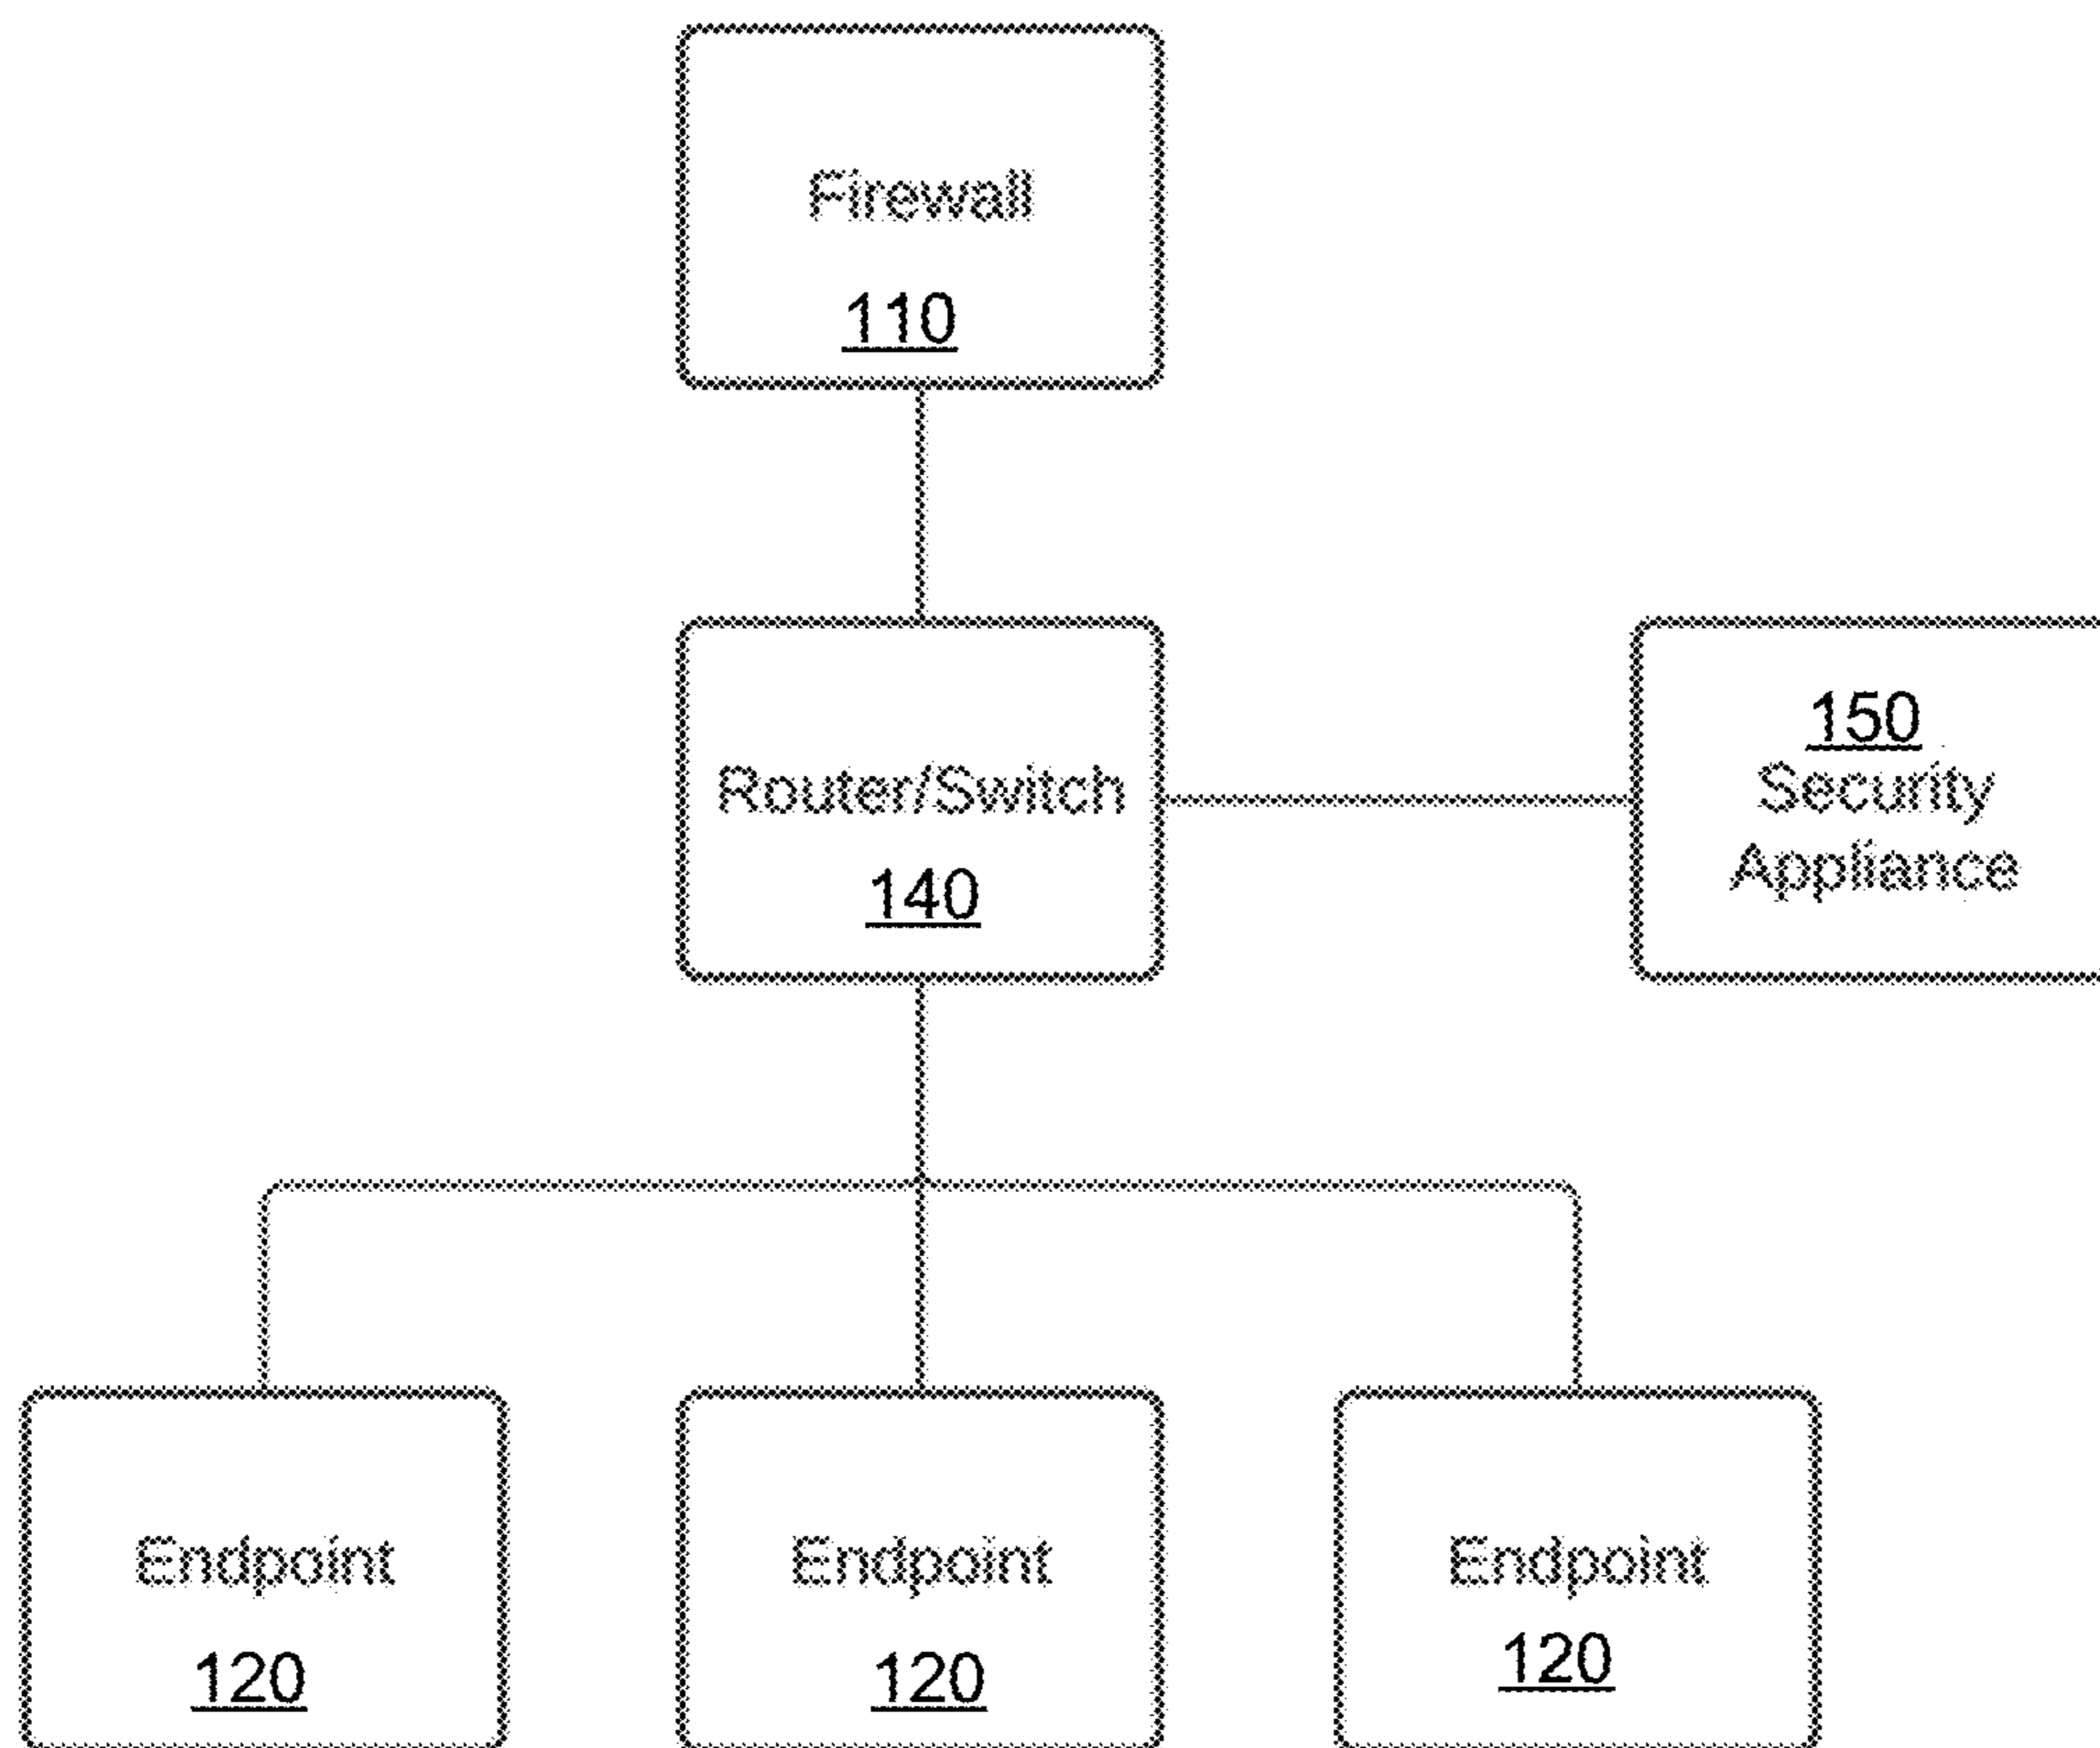 Firewall
110
Router/Switch
140
150
Security
Appliance
Endpoint
120
Endpoint
120
Endpoint
120